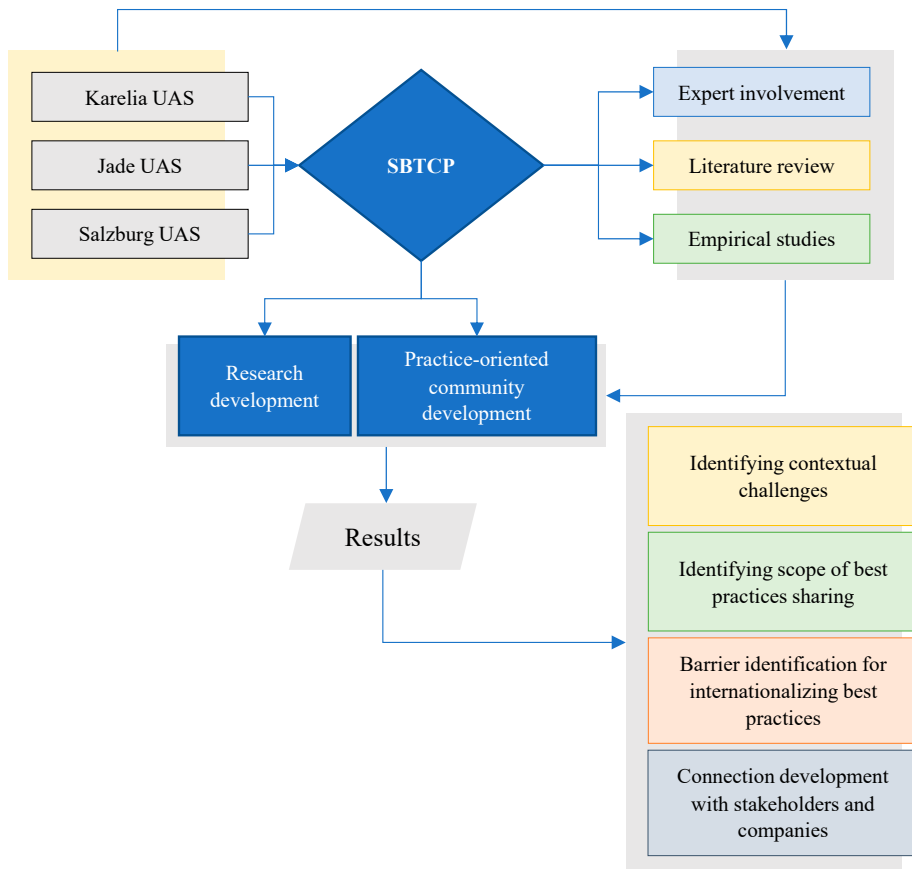 Karelia UAS
Jade UAS
Salzburg UAS
SBTCP
Expert involvement
Literature review
Empirical studies
Research
development
Practice-oriented
community
development
Results
Identifying contextual
challenges
Identifying scope of best
practices sharing
Barrier identification for
internationalizing best
practices
Connection development
with stakeholders and
companies